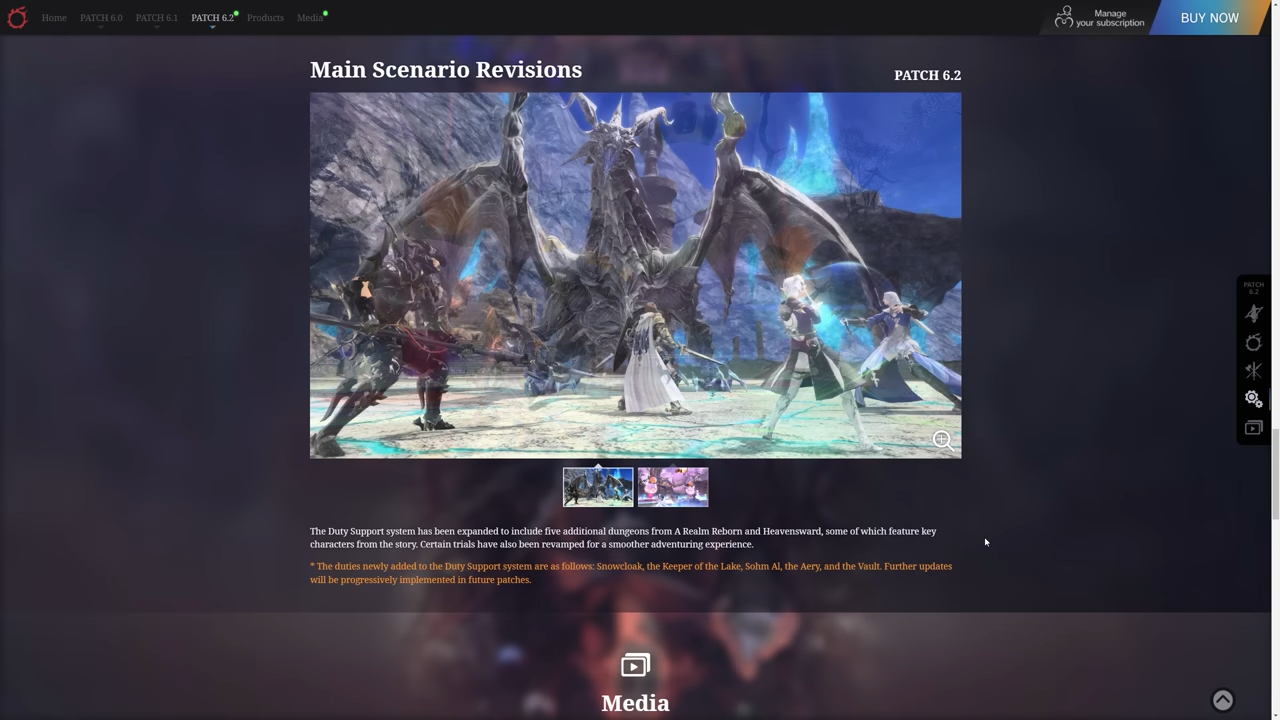 Home PATCH 6.0 PATCH 6.1 PATCH 6.2 Products Media Manage your subscription BUY NOW
Main Scenario Revisions PATCH 6.2
PATCH
6.2
The Duty Support system has been expanded to include five additional dungeons from A Realm Reborn and Heavensward, some of which feature key
characters from the story. Certain trials have also been revamped for a smoother adventuring experience.
* The duties newly added to the Duty Support system are as follows: Snowcloak, the Keeper of the Lake, Sohm Al, the Aery, and the Vault. Further updates
will be progressively implemented in future patches.
Media